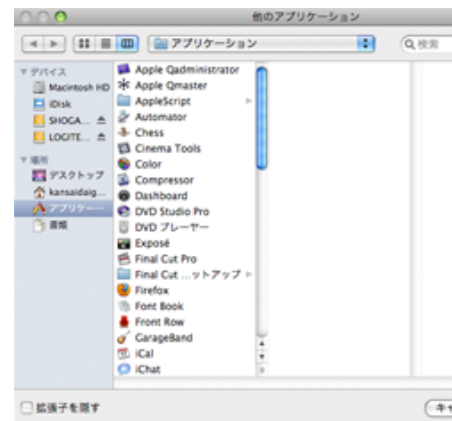 他のアプリケーション
アプリケーション
検索
デバイス
Macintosh HD
iDisk
SHOGA...
LOGITE...
場所
デスクトップ
kansaidaig...
アプリケー...
書類
Apple Qadministrator
Apple Qmaster
AppleScript
Automator
Chess
Cinema Tools
Color
Compressor
Dashboard
DVD Studio Pro
DVD プレーヤー
Exposé
Final Cut Pro
Final Cut ...ットアップ
Firefox
Font Book
Front Row
GarageBand
iCal
iChat
拡張子を隠す
キャ